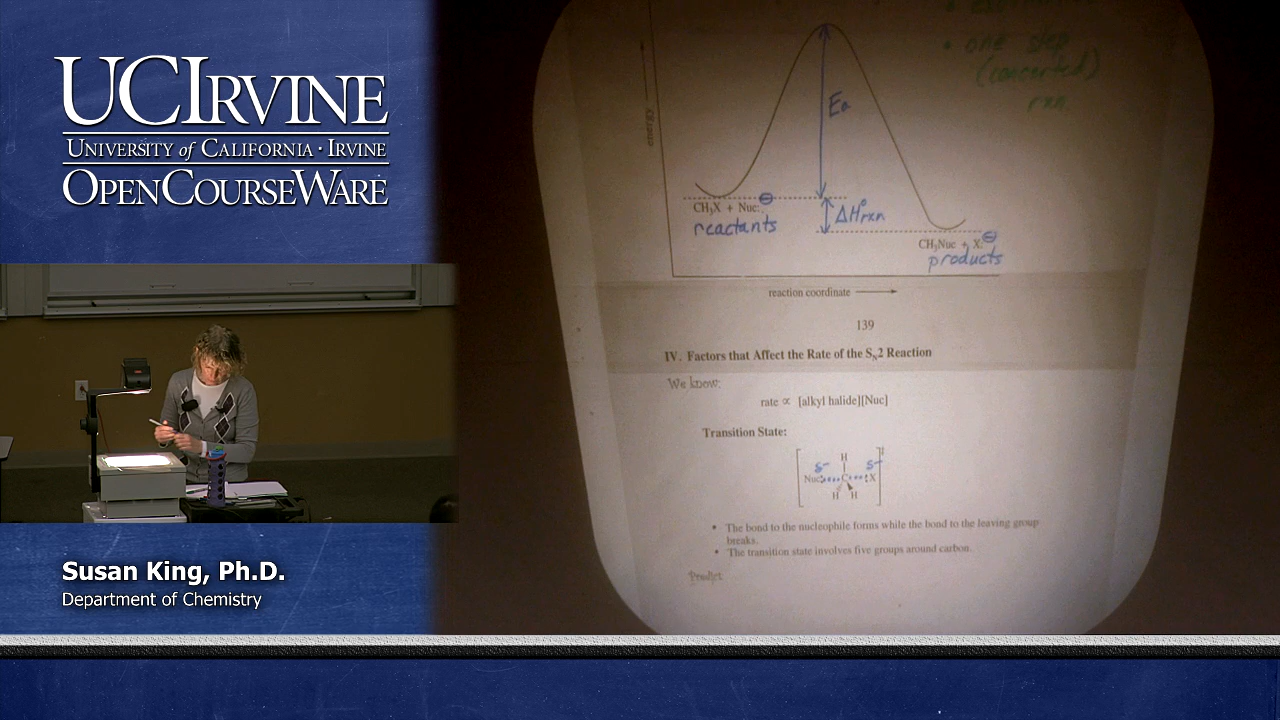 UCIRVINE
UNIVERSITY of CALIFORNIA · IRVINE
OPENCOURSEWARE
Susan King, Ph.D.
Department of Chemistry
+ one step
(concerted)
rxn
energy
Ea
CH3X + Nuc:⊖
reactants
ΔH°rxn
CH3Nuc + X:⊖
products
reaction coordinate
139
IV. Factors that Affect the Rate of the SN2 Reaction
We know:
rate ∝ [alkyl halide][Nuc]
Transition State:
H
δ- δ-
Nuc C X
H H
‡
• The bond to the nucleophile forms while the bond to the leaving group
breaks.
• The transition state involves five groups around carbon.
Predict